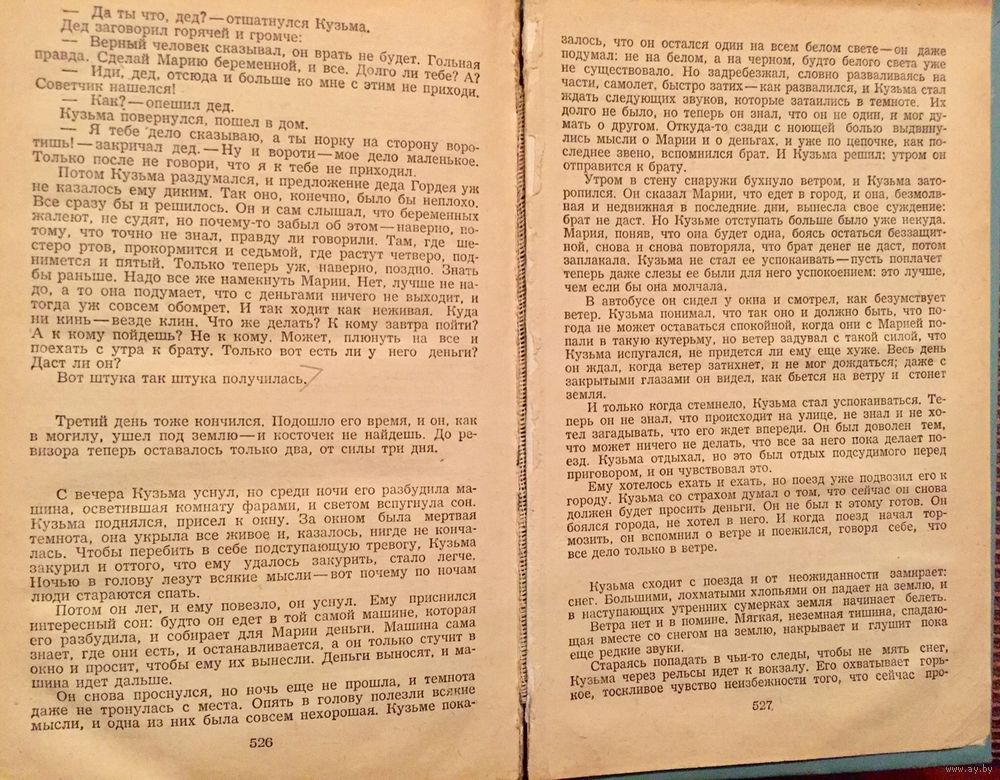 — Да ты что, дед? — отшатнулся Кузьма.
Дед заговорил горячей и громче:
— Верный человек сказывал, он врать не будет. Гольная
правда. Сделай Марию беременной, и все. Долго ли тебе? А?
— Иди, дед, отсюда и больше ко мне с этим не приходи.
Советчик нашелся!
— Как? — опешил дед.
Кузьма повернулся, пошел в дом.
— Я тебе дело сказываю, а ты норку на сторону воро-
тишь! — закричал дед. — Ну и вороти — мое дело маленькое.
Только после не говори, что я к тебе не приходил.
Потом Кузьма раздумался, и предложение деда Гордея уж
не казалось ему диким. Так оно, конечно, было бы неплохо.
Все сразу бы и решилось. Он и сам слышал, что беременных
жалеют, не судят, но почему-то забыл об этом — наверно, по-
тому, что точно не знал, правду ли говорили. Там, где ше-
стеро ртов, прокормится и седьмой, где растут четверо, под-
нимется и пятый. Только теперь уж, наверно, поздно. Знать
бы раньше. Надо все же намекнуть Марии. Нет, лучше не на-
до, а то она подумает, что с деньгами ничего не выходит, и
тогда уж совсем обомрет. И так ходит как неживая. Куда
ни кинь — везде клин. Что же делать? К кому завтра пойти?
А к кому пойдешь? Не к кому. Может, плюнуть на все и
поехать с утра к брату. Только вот есть ли у него деньги?
Даст ли он?
Вот штука так штука получилась.
Третий день тоже кончился. Подошло его время, и он, как
в могилу, ушел под землю — и косточек не найдешь. До ре-
визора теперь оставалось только два, от силы три дня.
С вечера Кузьма уснул, но среди ночи его разбудила ма-
шина, осветившая комнату фарами, и светом вспугнула сон.
Кузьма поднялся, присел к окну. За окном была мертвая
темнота, она укрыла все живое и, казалось, нигде не конча-
лась. Чтобы перебить в себе подступающую тревогу, Кузьма
закурил и оттого, что ему удалось закурить, стало легче.
Ночью в голову лезут всякие мысли — вот почему по ночам
люди стараются спать.
Потом он лег, и ему повезло, он уснул. Ему приснился
интересный сон: будто он едет в той самой машине, которая
его разбудила, и собирает для Марии деньги. Машина сама
знает, где они есть, и останавливается, а он только стучит в
окно и просит, чтобы ему их вынесли. Деньги выносят, и ма-
шина идет дальше.
Он снова проснулся, но ночь еще не прошла, и темнота
даже не тронулась с места. Опять в голову полезли всякие
мысли, и одна из них была совсем нехорошая. Кузьме пока-
526
залось, что он остался один на всем белом свете — он даже
подумал: не на белом, а на черном, будто белого света уже
не существовало. Но задребезжал, словно разваливаясь на
части, самолет, быстро затих — как развалился, и Кузьма стал
ждать следующих звуков, которые затаились в темноте. Их
долго не было, но теперь он знал, что он не один, и мог ду-
мать о другом. Откуда-то сзади с ноющей болью выдвину-
лись мысли о Марии и о деньгах, и уже по цепочке, как по-
следнее звено, вспомнился брат. И Кузьма решил: утром он
отправится к брату.
Утром в стену снаружи бухнуло ветром, и Кузьма зато-
ропился. Он сказал Марии, что едет в город, и она, безмолв-
ная и недвижная в последние дни, вынесла свое суждение:
брат не даст. Но Кузьме отступать больше было уже некуда.
Мария, поняв, что она будет одна, боясь остаться беззащит-
ной, снова и снова повторяла, что брат денег не даст, потом
заплакала. Кузьма не стал ее успокаивать — пусть поплачет
теперь даже слезы ее были для него успокоением: это лучше,
чем если бы она молчала.
В автобусе он сидел у окна и смотрел, как безумствует
ветер. Кузьма понимал, что так оно и должно быть, что по-
года не может оставаться спокойной, когда они с Марией по-
пали в такую кутерьму, но ветер задувал с такой силой, что
Кузьма испугался, не придется ли ему еще хуже. Весь день
он ждал, когда ветер затихнет, и не мог дождаться; даже с
закрытыми глазами он видел, как бьется на ветру и стонет
земля.
И только когда стемнело, Кузьма стал успокаиваться. Те-
перь он не знал, что происходит на улице, не знал и не хо-
тел загадывать, что его ждет впереди. Он был доволен тем,
что может ничего не делать, что все за него пока делает по-
езд. Кузьма отдыхал, но это был отдых подсудимого перед
приговором, и он чувствовал это.
Ему хотелось ехать и ехать, но поезд уже подвозил его к
городу. Кузьма со страхом думал о том, что сейчас он снова
должен будет просить деньги. Он не был к этому готов. Он
боялся города, не хотел в него. И когда поезд начал тор-
мозить, он вспомнил о ветре и поежился, говоря себе, что
все дело только в ветре.
Кузьма сходит с поезда и от неожиданности замирает:
снег. Большими, лохматыми хлопьями он падает на землю, и
в наступающих утренних сумерках земля начинает белеть.
Ветра нет и в помине. Мягкая, неземная тишина, спадаю-
щая вместе со снегом на землю, накрывает и глушит пока
еще редкие звуки.
Стараясь попадать в чьи-то следы, чтобы не мять снег,
Кузьма через рельсы идет к вокзалу. Его охватывает горь-
кое, тоскливое чувство неизбежности того, что сейчас про-
527
www.ay.by